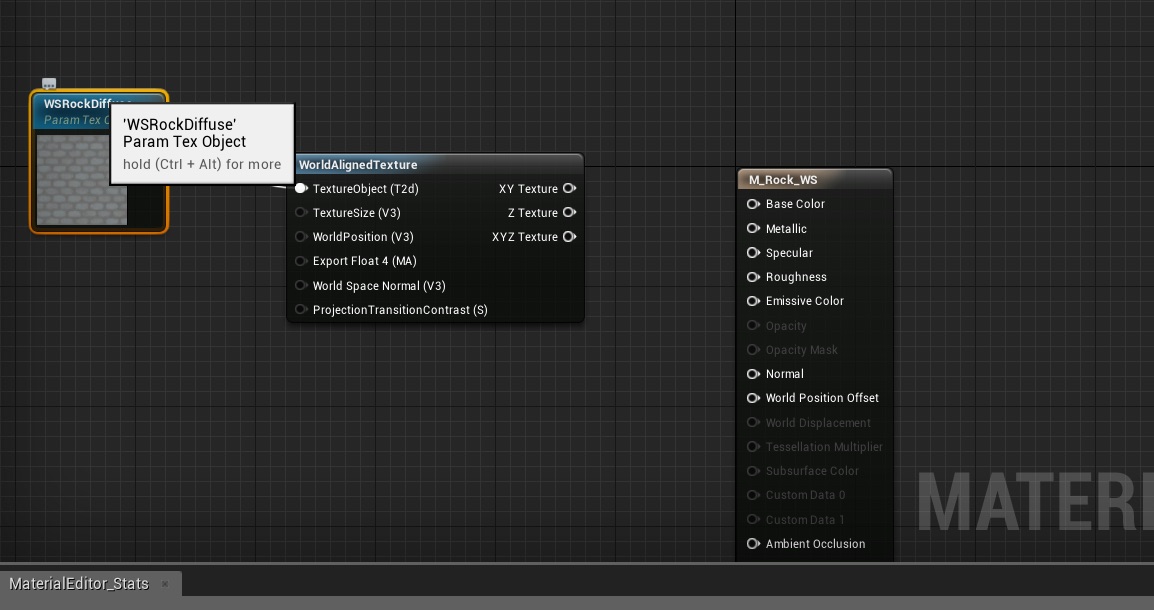 WSRockDiff
Param Tex O
'WSRockDiffuse'
Param Tex Object
hold (Ctrl + Alt) for more
WorldAlignedTexture
TextureObject (T2d)
XY Texture
TextureSize (V3)
Z Texture
WorldPosition (V3)
XYZ Texture
Export Float 4 (MA)
World Space Normal (V3)
ProjectionTransitionContrast (S)
M_Rock_WS
Base Color
Metallic
Specular
Roughness
Emissive Color
Opacity
Opacity Mask
Normal
World Position Offset
World Displacement
Tessellation Multiplier
Subsurface Color
Custom Data 0
Custom Data 1
Ambient Occlusion
MATER
MaterialEditor_Stats